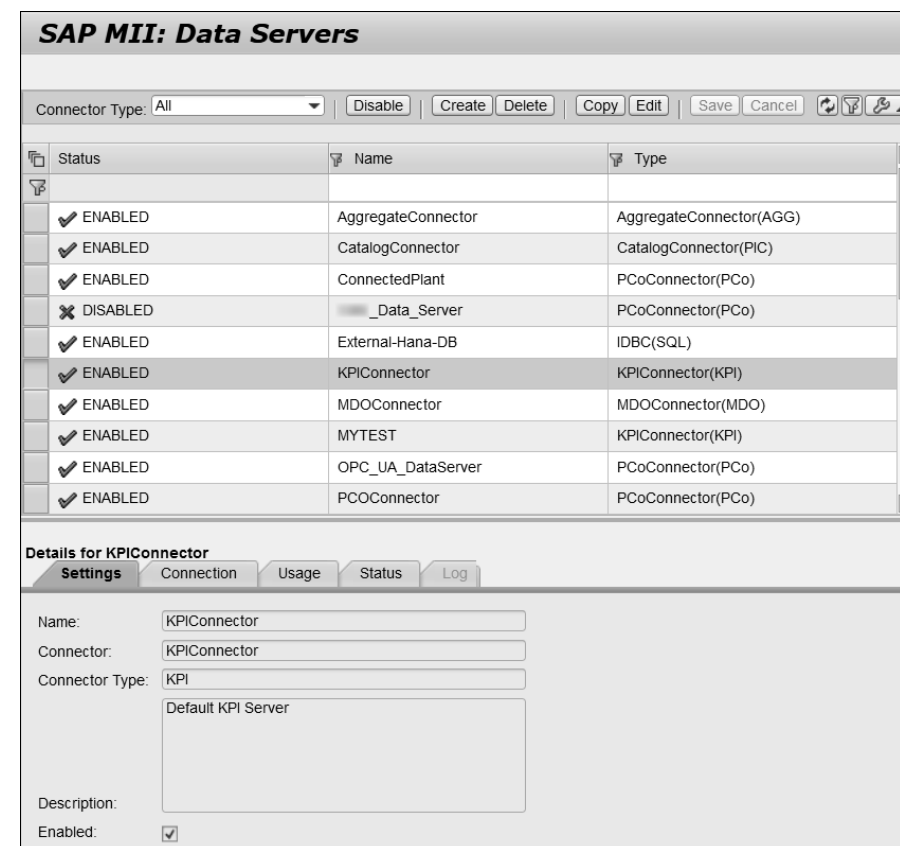 SAP MII: Data Servers
Connector Type: All Disable Create Delete Copy Edit Save Cancel
Status Name Type
ENABLED AggregateConnector AggregateConnector(AGG)
ENABLED CatalogConnector CatalogConnector(PIC)
ENABLED ConnectedPlant PCoConnector(PCo)
DISABLED _Data_Server PCoConnector(PCo)
ENABLED External-Hana-DB IDBC(SQL)
ENABLED KPIConnector KPIConnector(KPI)
ENABLED MDOConnector MDOConnector(MDO)
ENABLED MYTEST KPIConnector(KPI)
ENABLED OPC_UA_DataServer PCoConnector(PCo)
ENABLED PCOConnector PCoConnector(PCo)
Details for KPIConnector
Settings Connection Usage Status Log
Name: KPIConnector
Connector: KPIConnector
Connector Type: KPI
Default KPI Server
Description:
Enabled: